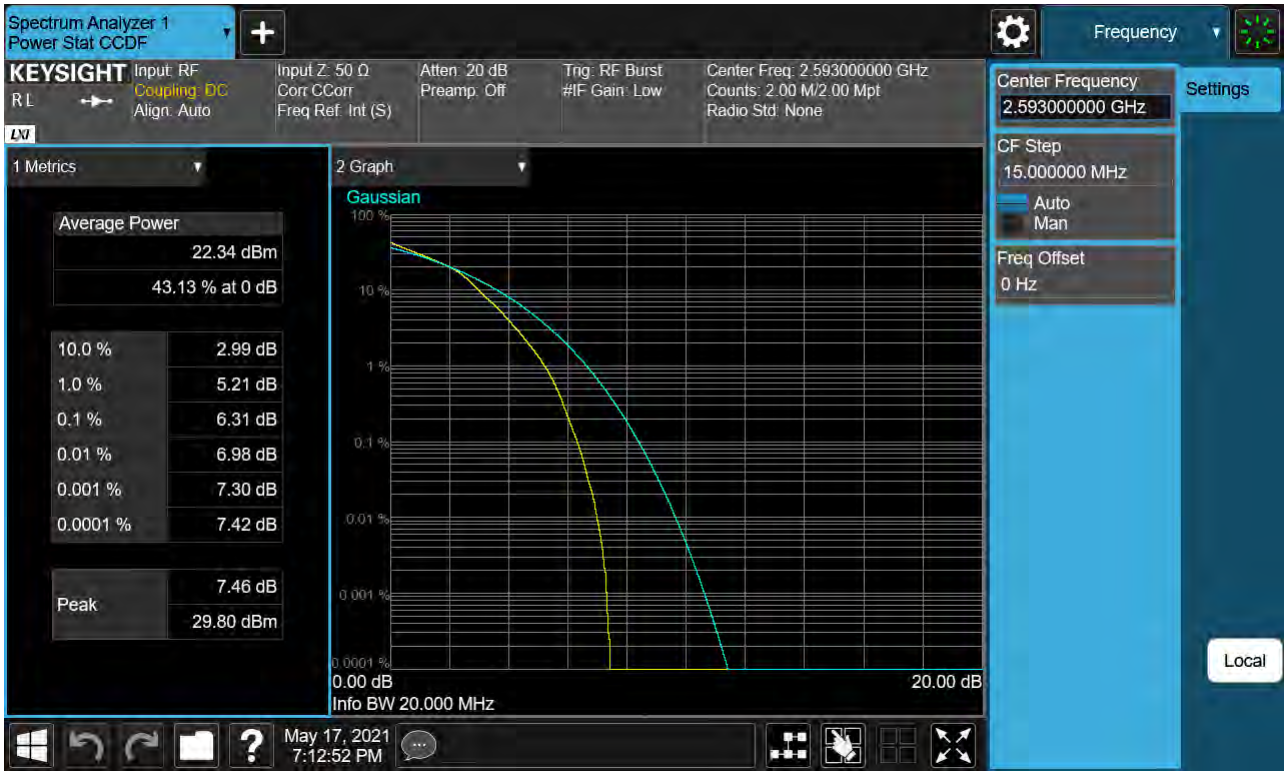 Spectrum Analyzer 1
Power Stat CCDF
+
Frequency
KEYSIGHT
RL
LXI
Input: RF
Coupling: DC
Align: Auto
Input Z: 50 Ω
Corr CCorr
Freq Ref: Int (S)
Atten: 20 dB
Preamp: Off
Trig: RF Burst
#IF Gain: Low
Center Freq: 2.593000000 GHz
Counts: 2.00 M/2.00 Mpt
Radio Std: None
Center Frequency
2.593000000 GHz
Settings
CF Step
15.000000 MHz
Auto
Man
Freq Offset
0 Hz
1 Metrics
Average Power
22.34 dBm
43.13 % at 0 dB
10.0 % 2.99 dB
1.0 % 5.21 dB
0.1 % 6.31 dB
0.01 % 6.98 dB
0.001 % 7.30 dB
0.0001 % 7.42 dB
Peak
7.46 dB
29.80 dBm
2 Graph
Gaussian
100 %
10 %
1 %
0.1 %
0.01 %
0.001 %
0.0001 %
0.00 dB 20.00 dB
Info BW 20.000 MHz
Local
?
May 17, 2021
7:12:52 PM